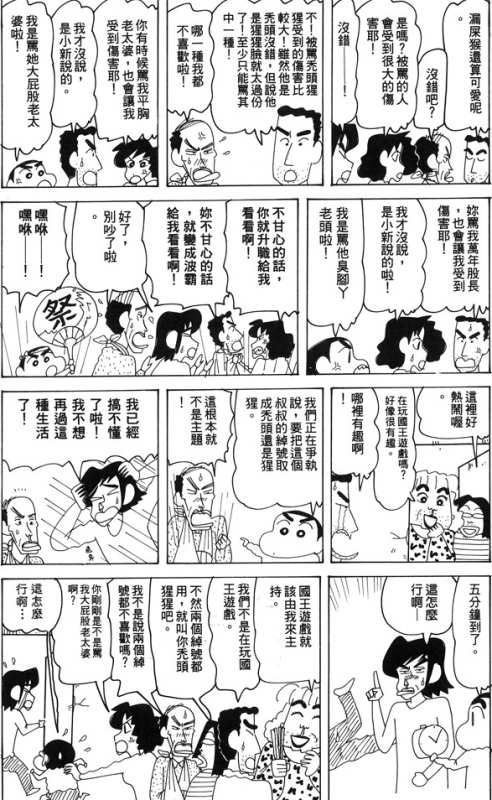 漏屎猴還算可愛呢
。
沒錯吧？
是嗎？被罵的人
會受到很大的傷
害耶！
沒錯
！
不！被罵禿頭猩
猩受到的傷害比
較大！雖然他是
禿頭沒錯，但說他
是猩猩臉就太過份
了！至少只能罵其
中一種！
哪一種我都
不喜歡啦！
你有時候罵我平胸
老太婆，也會讓我
受到傷害耶！
我才沒說，
是小新說的。
我是罵她大屁股老太
婆啦！
妳罵我萬年股長
，也會讓我受到
傷害耶！
我才沒說，
是小新說的啦！
我是罵他臭腳丫
老頭啦！
不甘心的話，
你就升職給我
看看啊！
妳不甘心的話
，就變成波霸
給我看看啊！
好了，
別吵了啦
。
嘿咻！
嘿咻！
祭
這裡好
熱鬧喔
。
在玩國王遊戲嗎？
好像很有趣。
哪裡有趣啊
！
我們正在爭執
說，要把這個
叔叔的綽號取
成禿頭還是猩
猩。
這根本就
不是主題
！
我已經
搞不懂
了啦！
我不想
再過這
種生活
了！
五分鐘到了。
這怎麼
行啊—
國王遊戲就
該由我來主
持。
我們不是在玩國
王遊戲。
不然兩個綽號都
用，就叫你禿頭
猩猩吧。
我不是說兩個綽
號都不喜歡嗎？
你剛剛是不是罵
我大屁股老太婆
啊？
這怎麼
行啊…